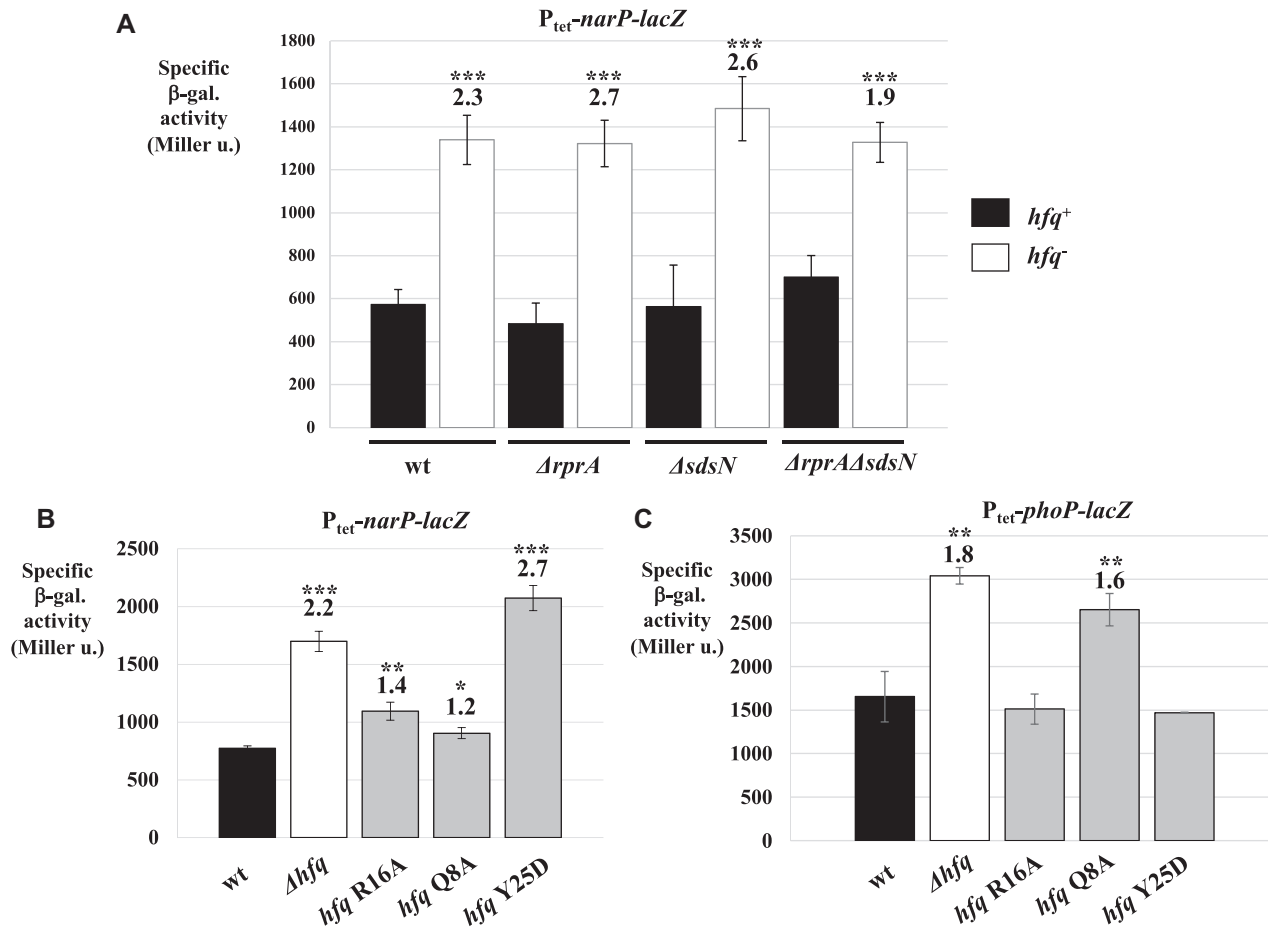 A
P_tet-narP-lacZ
Specific
β-gal.
activity
(Miller u.)
1800
1600
1400
1200
1000
800
600
400
200
0
***
2.3
***
2.7
***
2.6
***
1.9
hfq⁺
hfq⁻
wt
ΔrprA
ΔsdsN
ΔrprAΔsdsN
B
P_tet-narP-lacZ
Specific
β-gal.
activity
(Miller u.)
2500
2000
1500
1000
500
0
***
2.2
**
1.4
*
1.2
***
2.7
wt
Δhfq
hfq R16A
hfq Q8A
hfq Y25D
C
P_tet-phoP-lacZ
Specific
β-gal.
activity
(Miller u.)
3500
3000
2500
2000
1500
1000
500
0
**
1.8
**
1.6
wt
Δhfq
hfq R16A
hfq Q8A
hfq Y25D